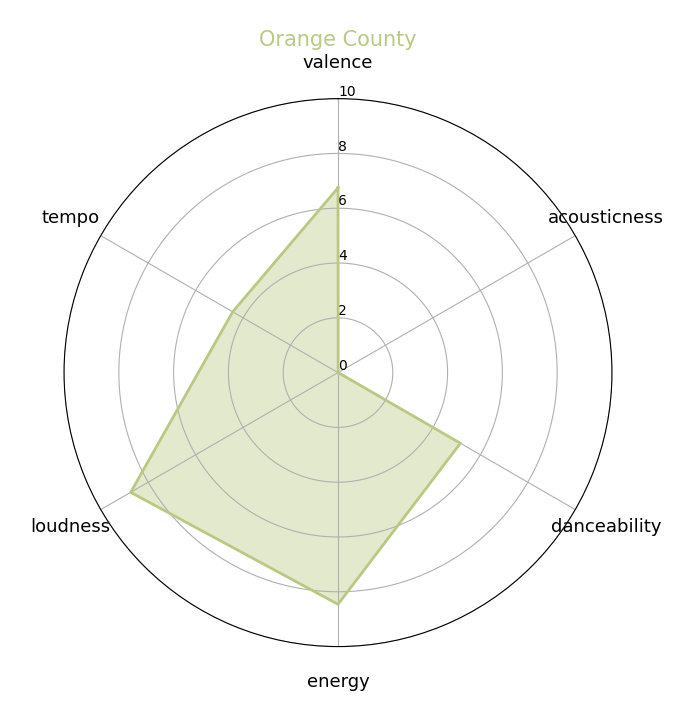 Orange County
valence
10
8
tempo
acousticness
6
4
2
0
loudness
danceability
energy